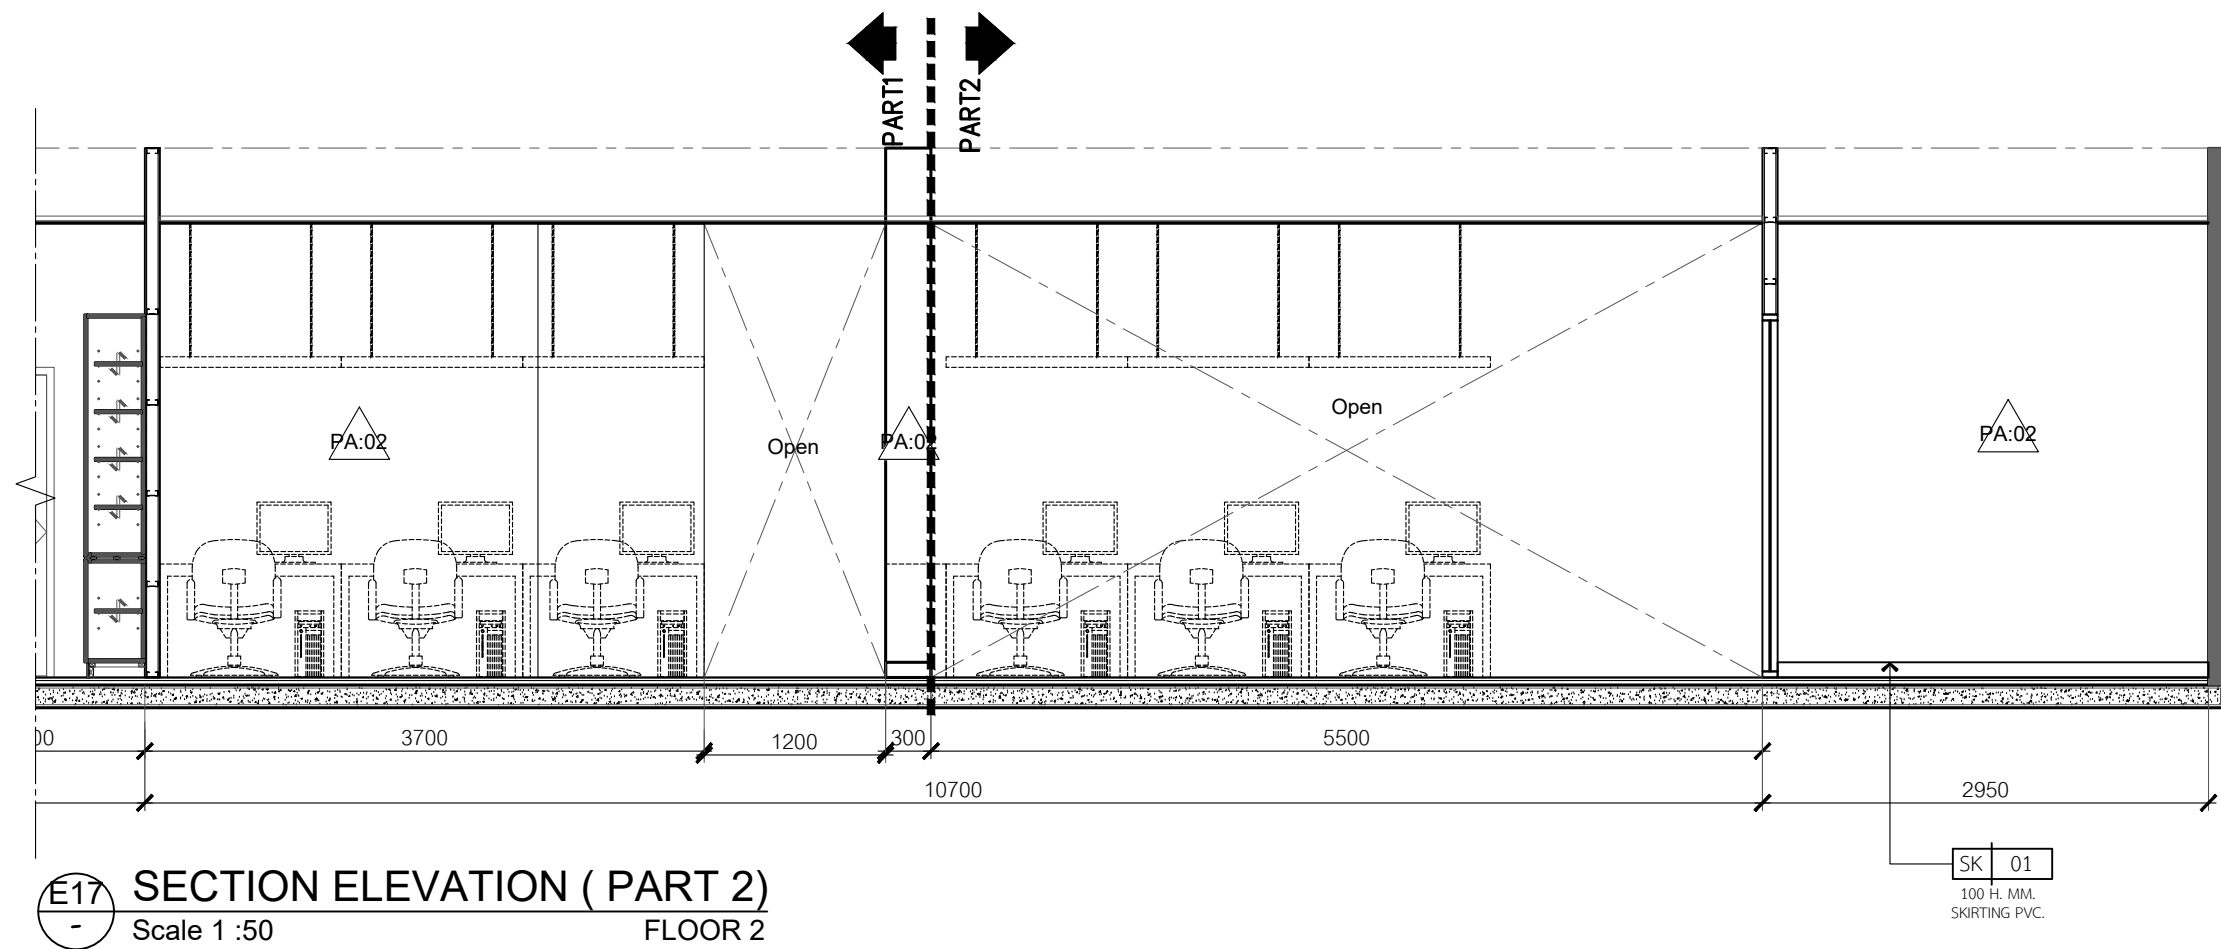 PART1
PART2
PA:02
Open
PA:02
Open
PA:02
3700
1200
300
5500
10700
2950
SK 01
100 H. MM.
SKIRTING PVC.
E17
-
SECTION ELEVATION ( PART 2)
Scale 1 :50
FLOOR 2